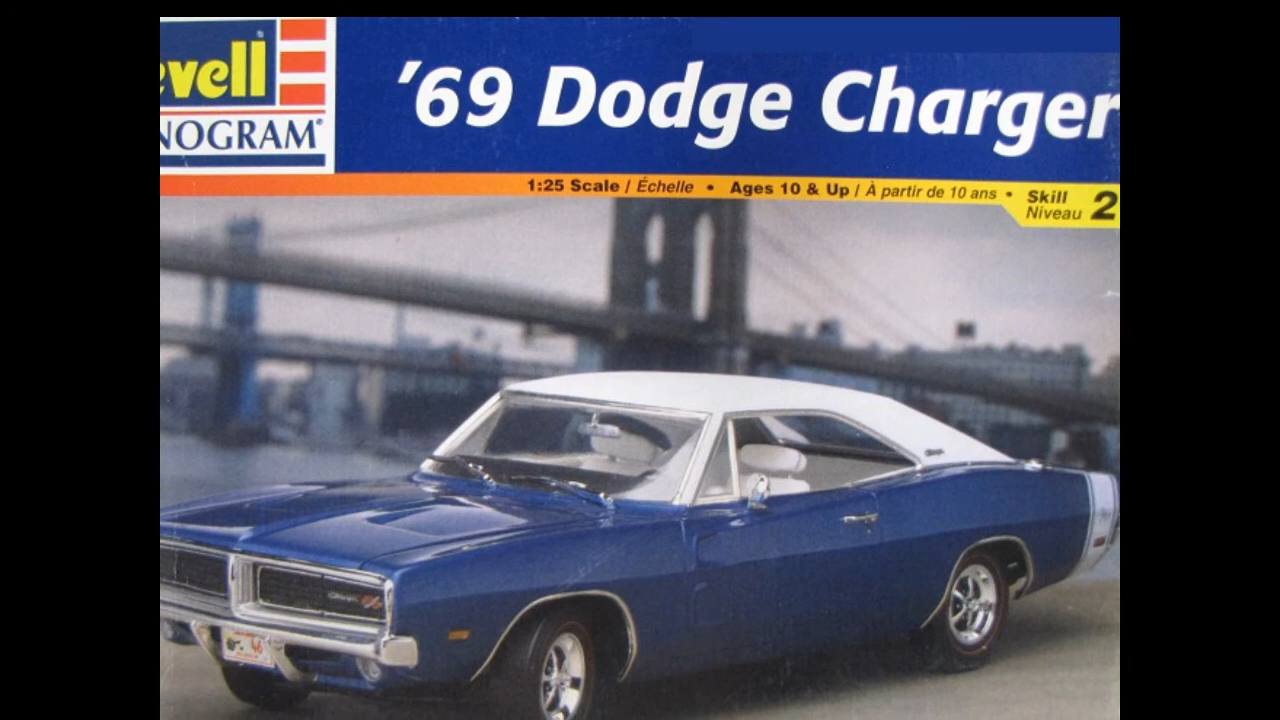 evell
NOGRAM®
'69 Dodge Charger
1:25 Scale / Échelle • Ages 10 & Up / À partir de 10 ans •
Skill
Niveau 2